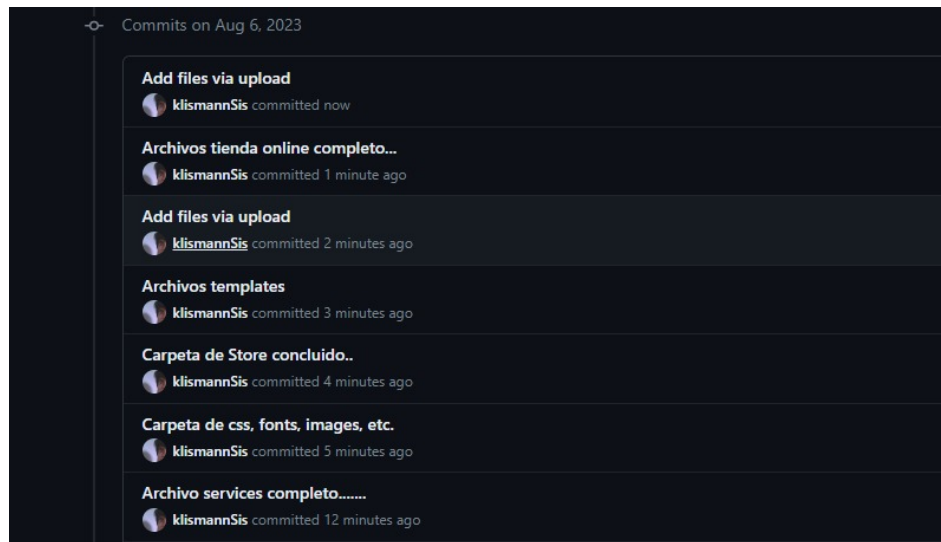 Commits on Aug 6, 2023
Add files via upload
klismannSis committed now
Archivos tienda online completo...
klismannSis committed 1 minute ago
Add files via upload
klismannSis committed 2 minutes ago
Archivos templates
klismannSis committed 3 minutes ago
Carpeta de Store concluido..
klismannSis committed 4 minutes ago
Carpeta de css, fonts, images, etc.
klismannSis committed 5 minutes ago
Archivo services completo.......
klismannSis committed 12 minutes ago